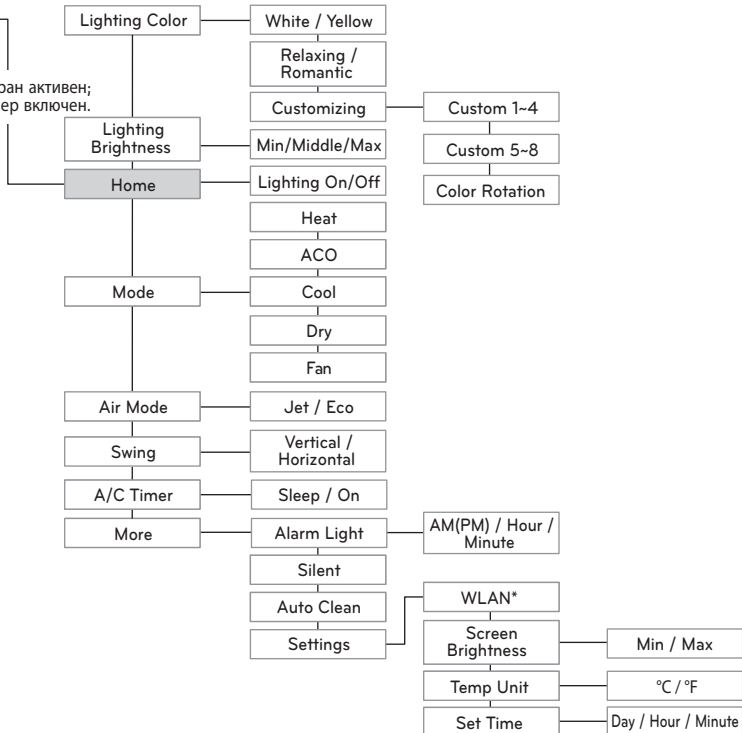 Lighting Color
White / Yellow
Relaxing /
Romantic
Customizing
Custom 1~4
Custom 5~8
Color Rotation
активен;
включен.
Lighting
Brightness
Min/Middle/Max
Home
Lighting On/Off
Heat
ACO
Mode
Cool
Dry
Fan
Air Mode
Jet / Eco
Swing
Vertical /
Horizontal
A/C Timer
Sleep / On
More
Alarm Light
AM(PM) / Hour /
Minute
Silent
Auto Clean
Settings
WLAN*
Screen
Brightness
Min / Max
Temp Unit
°C / °F
Set Time
Day / Hour / Minute